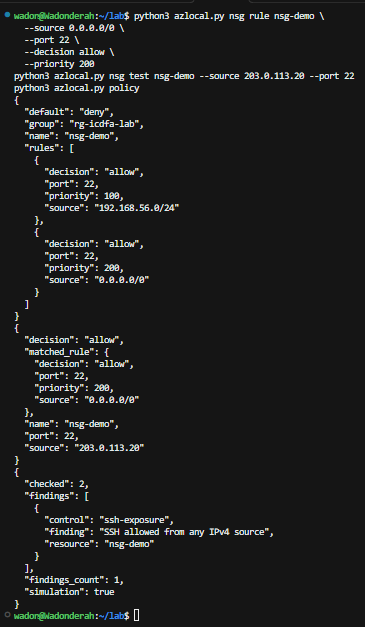 wadon@Wadonderah:~/lab$ python3 azlocal.py nsg rule nsg-demo \
  --source 0.0.0.0/0 \
  --port 22 \
  --decision allow \
  --priority 200
python3 azlocal.py nsg test nsg-demo --source 203.0.113.20 --port 22
python3 azlocal.py policy
{
  "default": "deny",
  "group": "rg-icdfa-lab",
  "name": "nsg-demo",
  "rules": [
    {
      "decision": "allow",
      "port": 22,
      "priority": 100,
      "source": "192.168.56.0/24"
    },
    {
      "decision": "allow",
      "port": 22,
      "priority": 200,
      "source": "0.0.0.0/0"
    }
  ]
}
{
  "decision": "allow",
  "matched_rule": {
    "decision": "allow",
    "port": 22,
    "priority": 200,
    "source": "0.0.0.0/0"
  },
  "name": "nsg-demo",
  "port": 22,
  "source": "203.0.113.20"
}
{
  "checked": 2,
  "findings": [
    {
      "control": "ssh-exposure",
      "finding": "SSH allowed from any IPv4 source",
      "resource": "nsg-demo"
    }
  ],
  "findings_count": 1,
  "simulation": true
}
wadon@Wadonderah:~/lab$